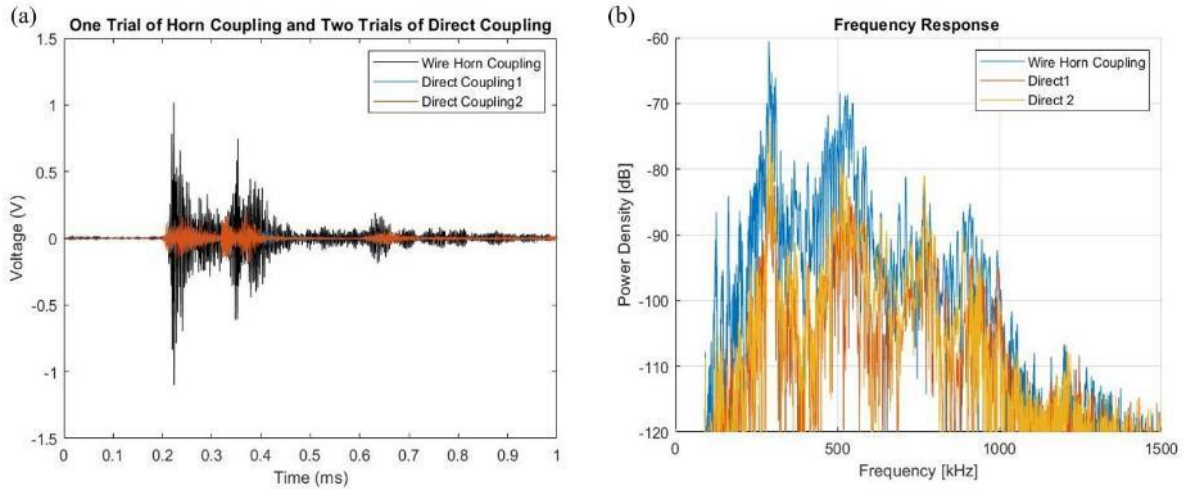 (a)
One Trial of Horn Coupling and Two Trials of Direct Coupling
1.5
1
0.5
0
-0.5
-1
-1.5
Voltage (V)
Wire Horn Coupling
Direct Coupling1
Direct Coupling2
0 0.1 0.2 0.3 0.4 0.5 0.6 0.7 0.8 0.9 1
Time (ms)
(b)
Frequency Response
-60
-70
-80
-90
-100
-110
-120
Power Density [dB]
Wire Horn Coupling
Direct1
Direct 2
0 500 1000 1500
Frequency [kHz]